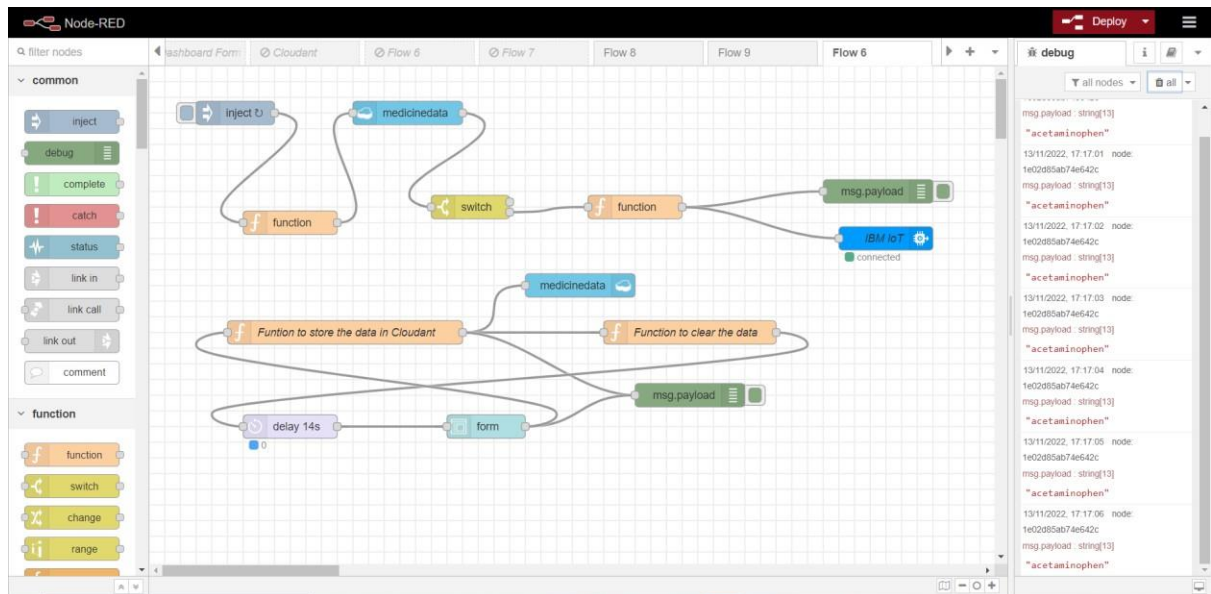 Node-RED
Deploy
filter nodes
ashboard Form
Cloudant
Flow 6
Flow 7
Flow 8
Flow 9
Flow 6
debug
i
all nodes
all
common
inject
debug
complete
catch
status
link in
link call
link out
comment
function
function
switch
change
range
inject ↻
medicinedata
function
switch
function
msg.payload
IBM IoT
connected
medicinedata
Funtion to store the data in Cloudant
Function to clear the data
msg.payload
delay 14s
0
form
msg.payload : string[13]
"acetaminophen"
13/11/2022, 17:17:01 node:
1e02d85ab74e642c
msg.payload : string[13]
"acetaminophen"
13/11/2022, 17:17:02 node:
1e02d85ab74e642c
msg.payload : string[13]
"acetaminophen"
13/11/2022, 17:17:03 node:
1e02d85ab74e642c
msg.payload : string[13]
"acetaminophen"
13/11/2022, 17:17:04 node:
1e02d85ab74e642c
msg.payload : string[13]
"acetaminophen"
13/11/2022, 17:17:05 node:
1e02d85ab74e642c
msg.payload : string[13]
"acetaminophen"
13/11/2022, 17:17:06 node:
1e02d85ab74e642c
msg.payload : string[13]
"acetaminophen"